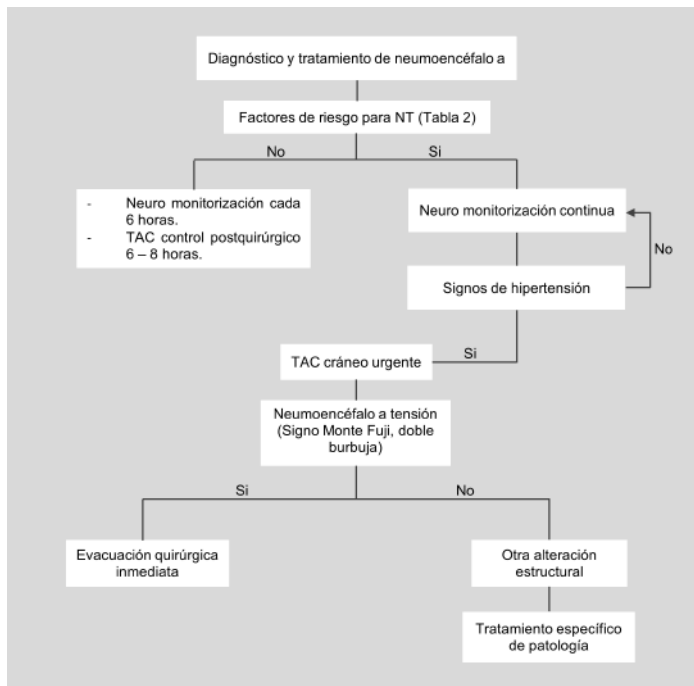 Diagnóstico y tratamiento de neumoencéfalo a
Factores de riesgo para NT (Tabla 2)
No
Si
- Neuro monitorización cada
6 horas.
- TAC control postquirúrgico
6 – 8 horas.
Neuro monitorización continua
No
Signos de hipertensión
Si
TAC cráneo urgente
Neumoencéfalo a tensión
(Signo Monte Fuji, doble
burbuja)
Si
No
Evacuación quirúrgica
inmediata
Otra alteración
estructural
Tratamiento específico
de patología